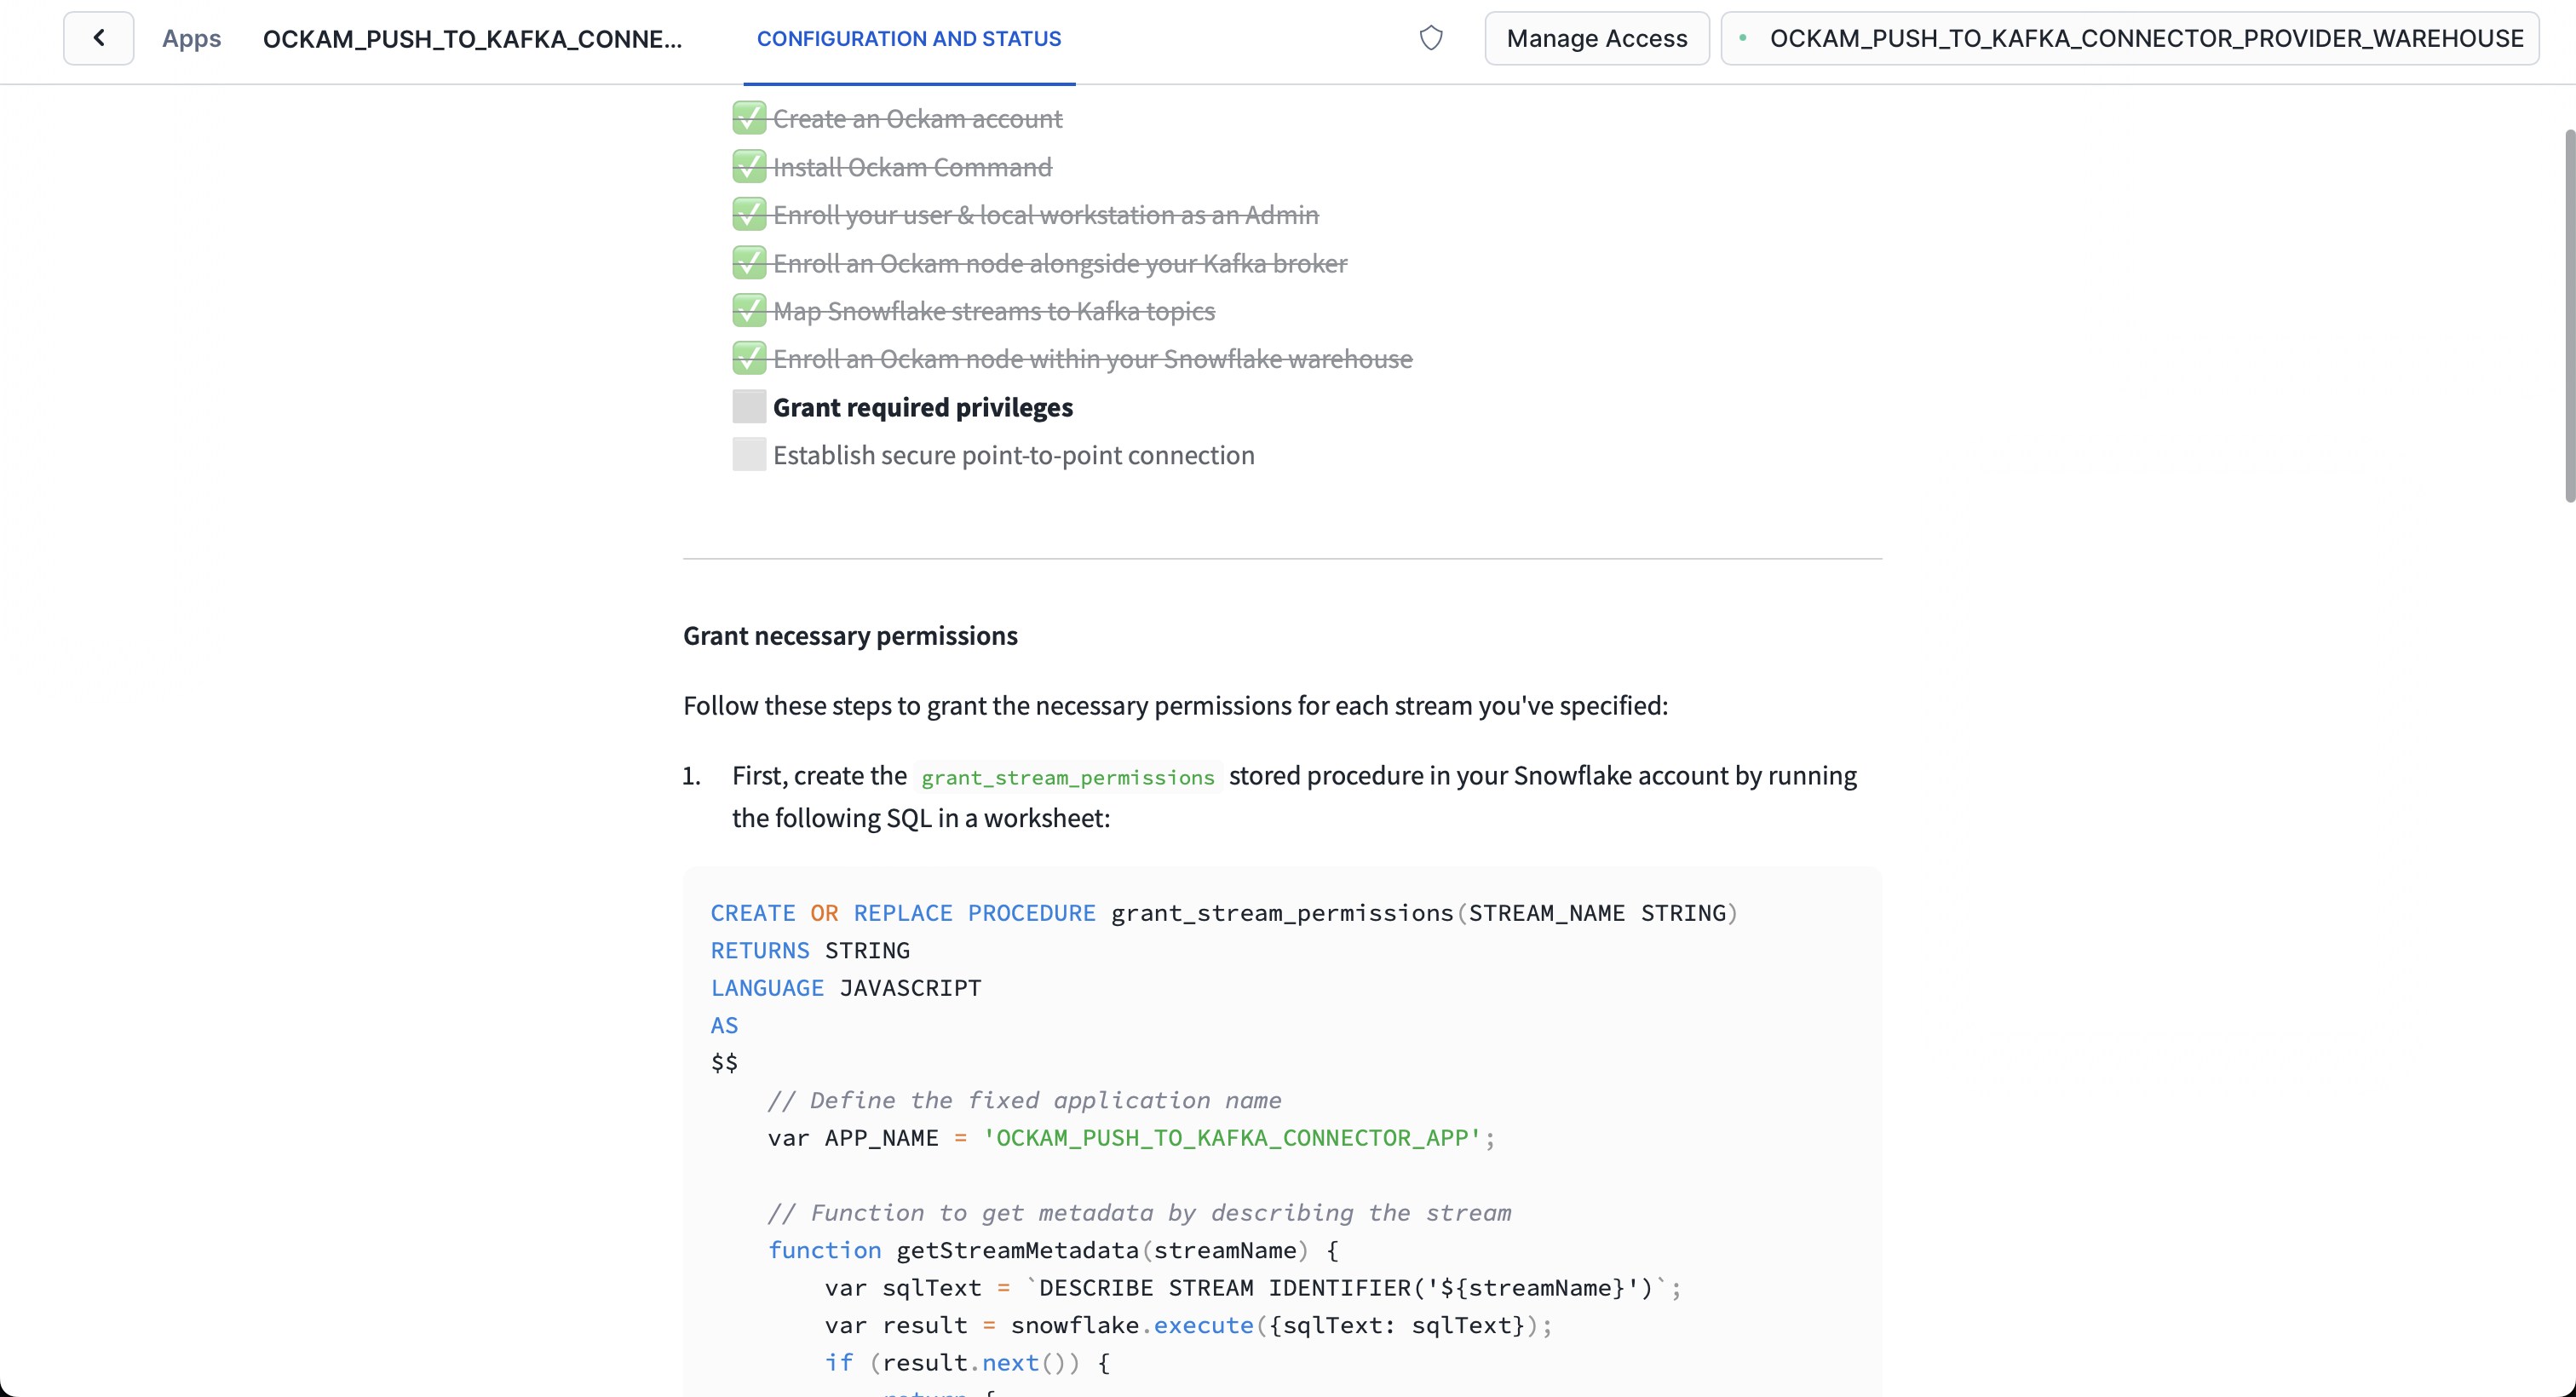 Apps OCKAM_PUSH_TO_KAFKA_CONNE... CONFIGURATION AND STATUS Manage Access OCKAM_PUSH_TO_KAFKA_CONNECTOR_PROVIDER_WAREHOUSE
Create an Ockam account
Install Ockam Command
Enroll your user & local workstation as an Admin
Enroll an Ockam node alongside your Kafka broker
Map Snowflake streams to Kafka topics
Enroll an Ockam node within your Snowflake warehouse
Grant required privileges
Establish secure point-to-point connection
Grant necessary permissions
Follow these steps to grant the necessary permissions for each stream you've specified:
1. First, create the grant_stream_permissions stored procedure in your Snowflake account by running
the following SQL in a worksheet:
CREATE OR REPLACE PROCEDURE grant_stream_permissions(STREAM_NAME STRING)
RETURNS STRING
LANGUAGE JAVASCRIPT
AS
$$
// Define the fixed application name
var APP_NAME = 'OCKAM_PUSH_TO_KAFKA_CONNECTOR_APP';
// Function to get metadata by describing the stream
function getStreamMetadata(streamName) {
var sqlText = `DESCRIBE STREAM IDENTIFIER('${streamName}')`;
var result = snowflake.execute({sqlText: sqlText});
if (result.next()) {
return {